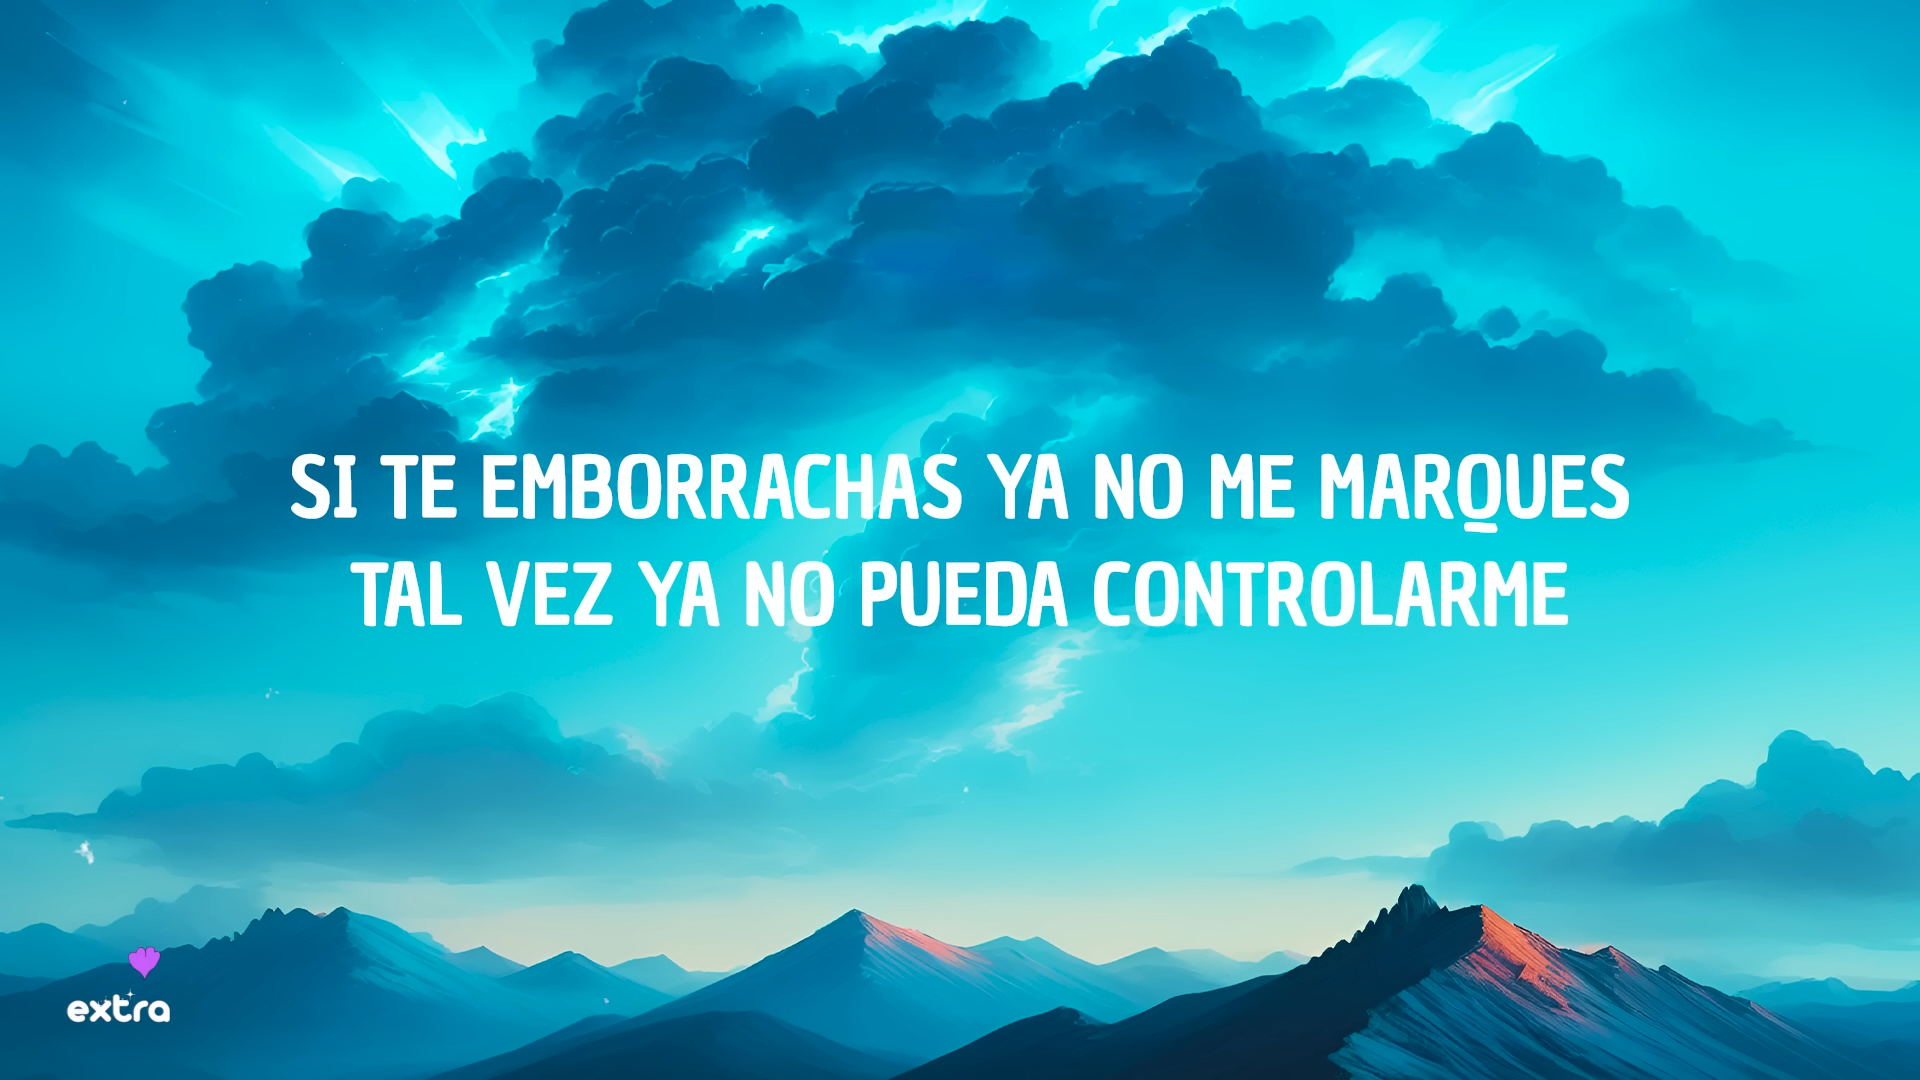 SI TE EMBORRACHAS YA NO ME MARQUES
TAL VEZ YA NO PUEDA CONTROLARME
extra